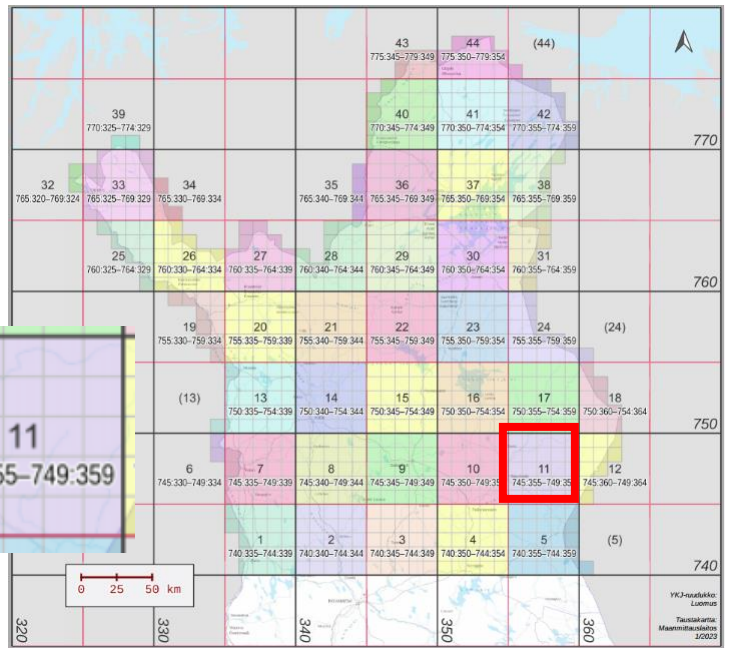 43 44 (44)
775:345–779:349 775:350–779:354
39
770:325–774:329
40 41 42
770:345–774:349 770:350–774:354 770:355–774:359
770
32 33 34 35 36 37 38
765:320–769:324 765:325–769:329 765:330–769:334 765:340–769:344 765:345–769:349 765:350–769:354 765:355–769:359
25 26 27 28 29 30 31
760:325–764:329 760:330–764:334 760:335–764:339 760:340–764:344 760:345–764:349 760:350–764:354 760:355–764:359
760
19 20 21 22 23 24 (24)
755:330–759:334 755:335–759:339 755:340–759:344 755:345–759:349 755:350–759:354 755:355–759:359
(13) 13 14 15 16 17 18
750:335–754:339 750:340–754:344 750:345–754:349 750:350–754:354 750:355–754:359 750:360–754:364
750
11
55–749:359
6 7 8 9 10 11 12
745:330–749:334 745:335–749:339 745:340–749:344 745:345–749:349 745:350–749:35 745:355–749:35 745:360–749:364
1 2 3 4 5 (5)
740:335–744:339 740:340–744:344 740:345–744:349 740:350–744:354 740:355–744:359
740
0 25 50 km
YKJ-ruudukko:
Luomus
Taustakartta:
Maanmittauslaitos
1/2023
320 330 340 350 360